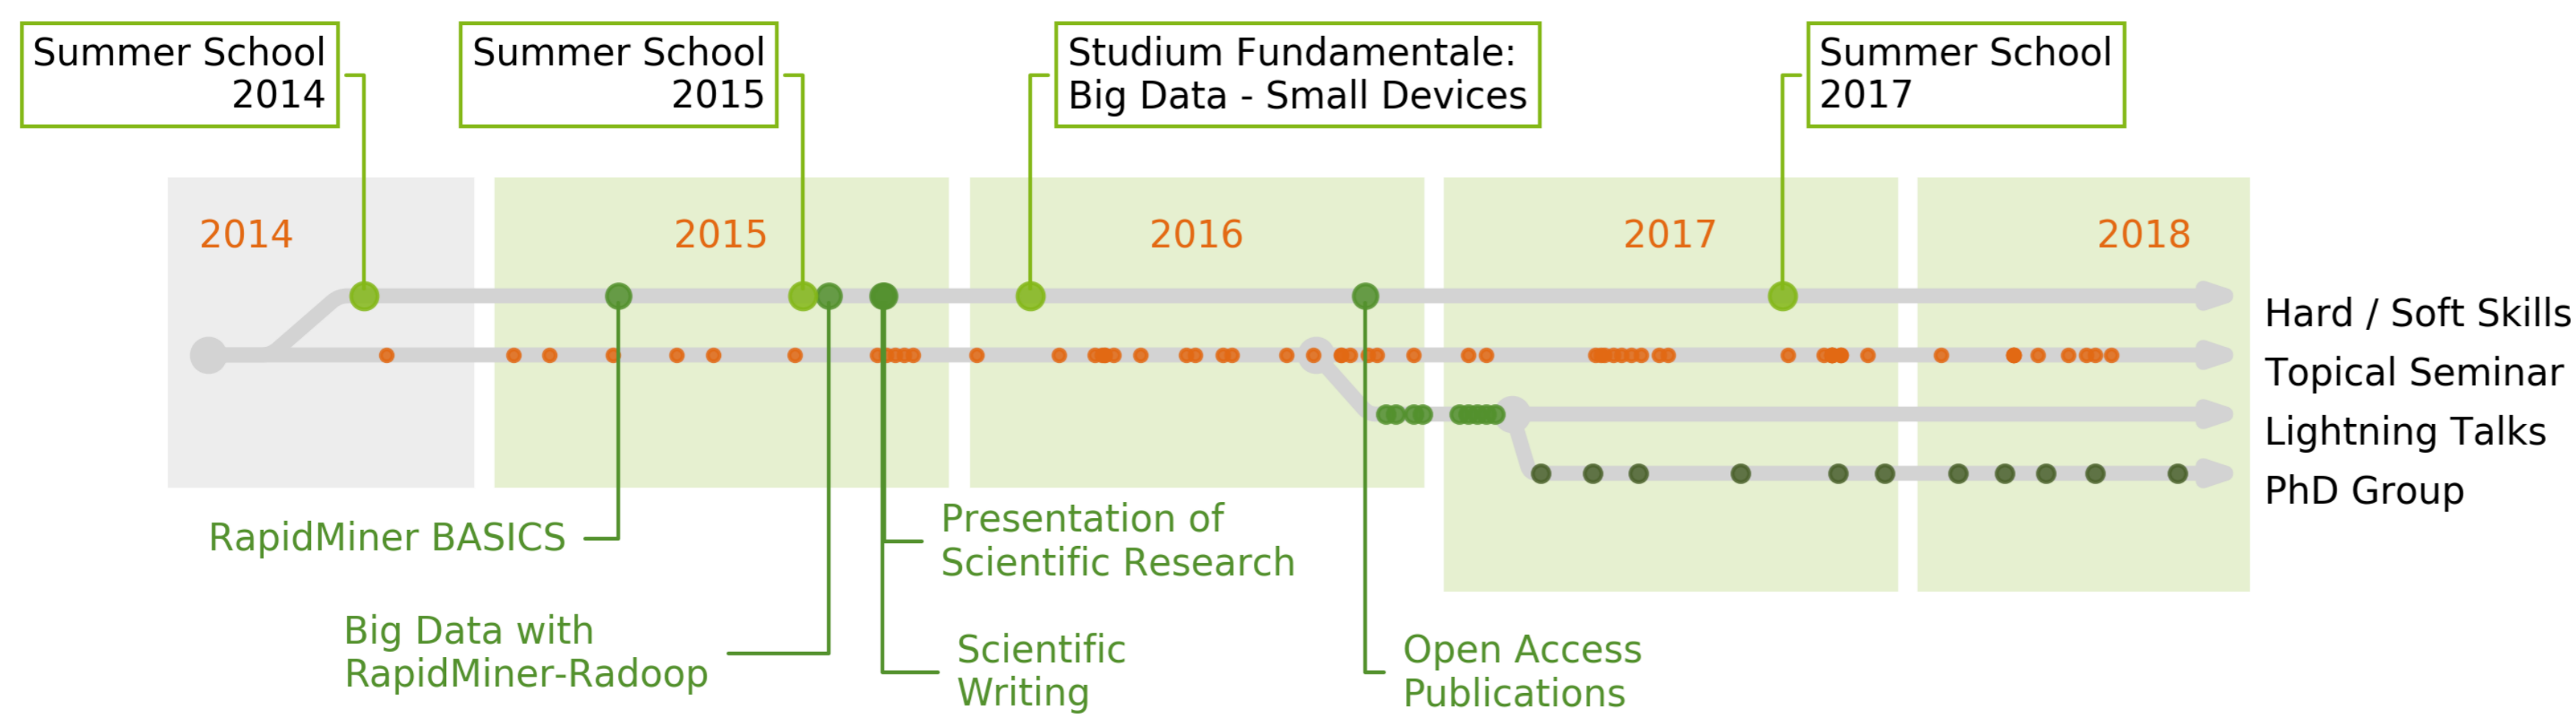 Summer School
2014
Summer School
2015
Studium Fundamentale:
Big Data - Small Devices
Summer School
2017
2014
2015
2016
2017
2018
Hard / Soft Skills
Topical Seminar
Lightning Talks
PhD Group
RapidMiner BASICS
Presentation of
Scientific Research
Big Data with
RapidMiner-Radoop
Scientific
Writing
Open Access
Publications